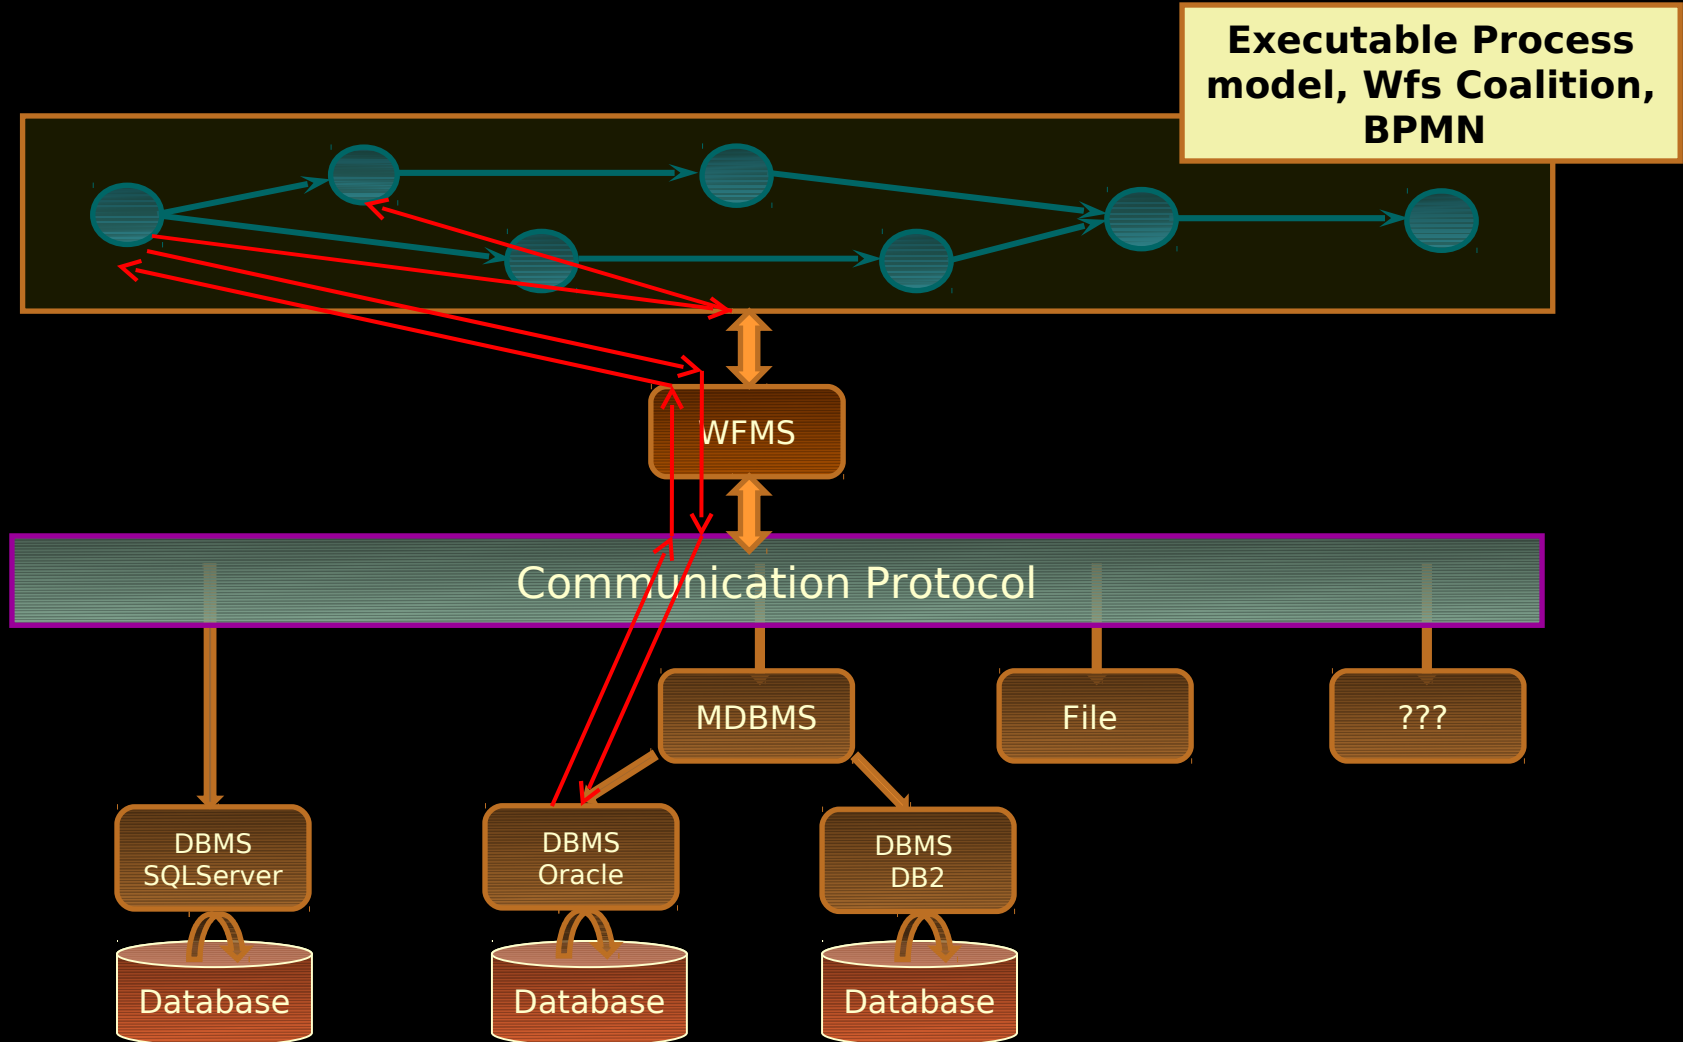 Executable Process
model, Wfs Coalition,
BPMN
WFMS
Communication Protocol
MDBMS
File
???
DBMS
SQLServer
DBMS
Oracle
DBMS
DB2
Database
Database
Database